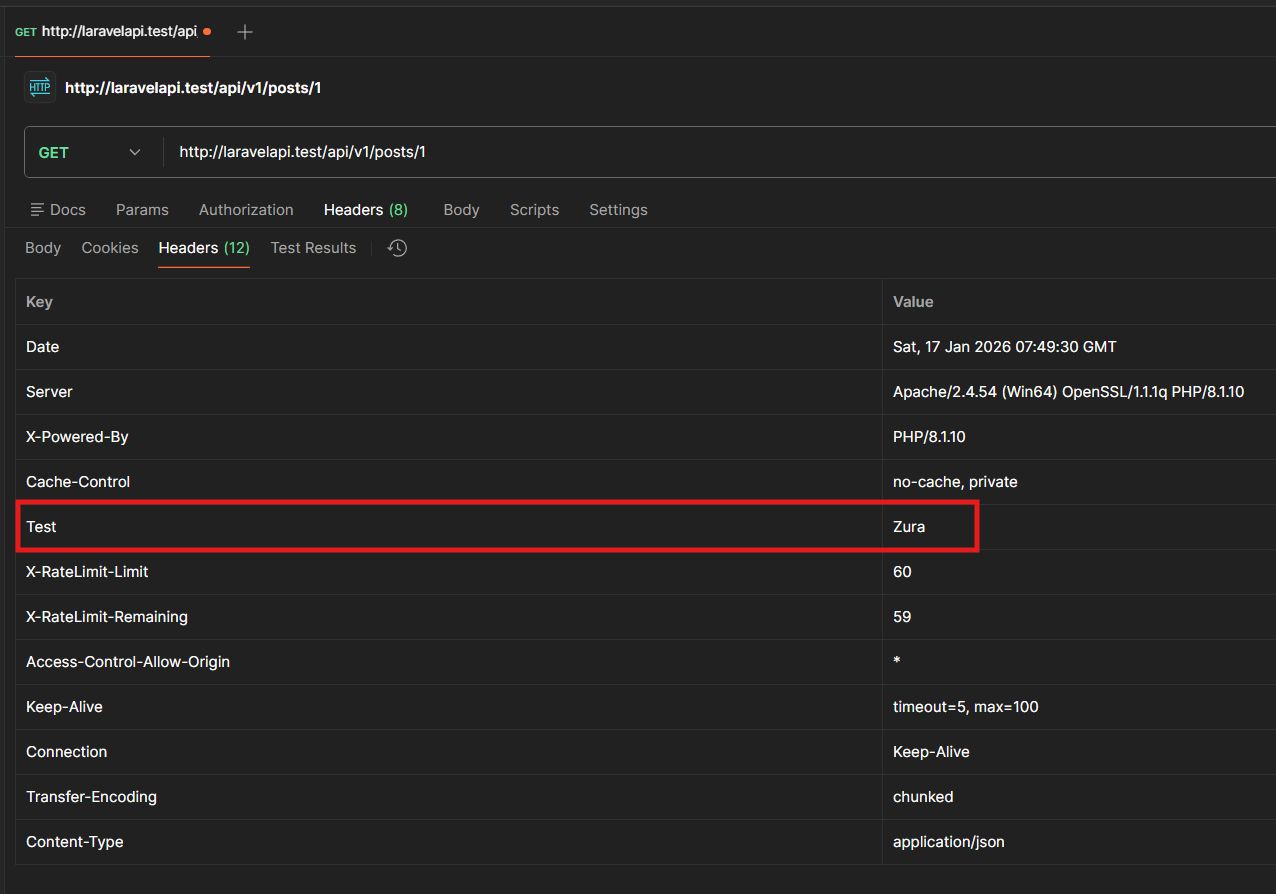 GET http://laravelapi.test/api
HTTP http://laravelapi.test/api/v1/posts/1
GET http://laravelapi.test/api/v1/posts/1
Docs Params Authorization Headers (8) Body Scripts Settings
Body Cookies Headers (12) Test Results
Key Value
Date Sat, 17 Jan 2026 07:49:30 GMT
Server Apache/2.4.54 (Win64) OpenSSL/1.1.1q PHP/8.1.10
X-Powered-By PHP/8.1.10
Cache-Control no-cache, private
Test Zura
X-RateLimit-Limit 60
X-RateLimit-Remaining 59
Access-Control-Allow-Origin *
Keep-Alive timeout=5, max=100
Connection Keep-Alive
Transfer-Encoding chunked
Content-Type application/json